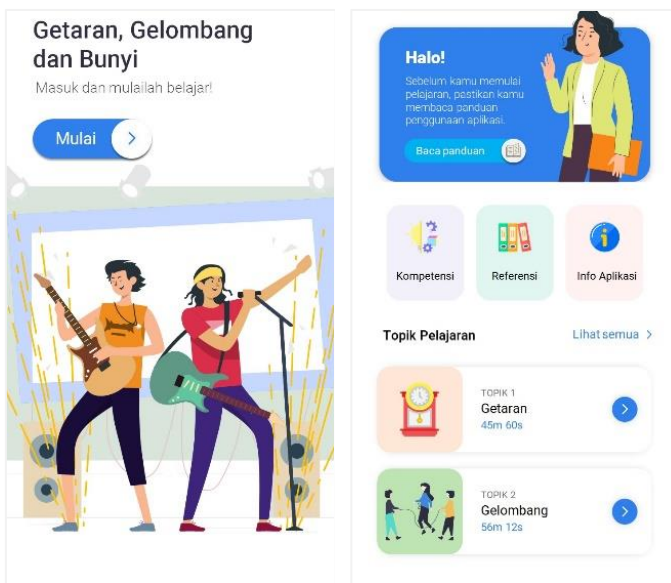 Getaran, Gelombang
dan Bunyi
Masuk dan mulailah belajar!
Mulai
Halo!
Sebelum kamu memulai
pelajaran, pastikan kamu
membaca panduan
penggunaan aplikasi.
Baca panduan
Kompetensi
Referensi
Info Aplikasi
Topik Pelajaran
Lihat semua
TOPIK 1
Getaran
45m 60s
TOPIK 2
Gelombang
56m 12s